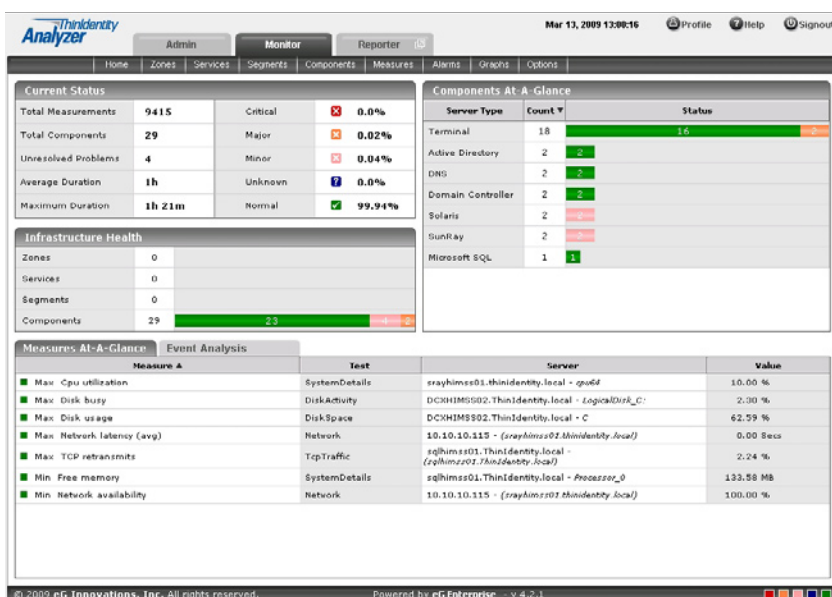 ThinIdentity
Analyzer
Admin
Monitor
Reporter
Mar 13, 2009 13:00:16
Profile
Help
Signout
Home | Zones | Services | Segments | Components | Measures | Alarms | Graphs | Options
Current Status
Total Measurements 9415 Critical 0.0%
Total Components 29 Major 0.02%
Unresolved Problems 4 Minor 0.04%
Average Duration 1h Unknown 0.0%
Maximum Duration 1h 21m Normal 99.94%
Infrastructure Health
Zones 0
Services 0
Segments 0
Components 29 23 4 2
Components At-A-Glance
Server Type Count Status
Terminal 18 16 2
Active Directory 2 2
DNS 2 2
Domain Controller 2 2
Solaris 2 2
SunRay 2 2
Microsoft SQL 1 1
Measures At-A-Glance Event Analysis
Measure Test Server Value
Max Cpu utilization SystemDetails srayhimss01.thinidentity.local - cpu64 10.00 %
Max Disk busy DiskActivity DCXHIMSS02.ThinIdentity.local - LogicalDisk_C: 2.30 %
Max Disk usage DiskSpace DCXHIMSS02.ThinIdentity.local - C 62.59 %
Max Network latency (avg) Network 10.10.10.115 - (srayhimss01.thinidentity.local) 0.00 Secs
Max TCP retransmits TcpTraffic sqlhimss01.ThinIdentity.local - 2.24 %
(sqlhimss01.ThinIdentity.local)
Min Free memory SystemDetails sqlhimss01.ThinIdentity.local - Processor_0 133.58 MB
Min Network availability Network 10.10.10.115 - (srayhimss01.thinidentity.local) 100.00 %
© 2009 eG Innovations, Inc. All rights reserved. Powered by eG Enterprise - v 4.2.1